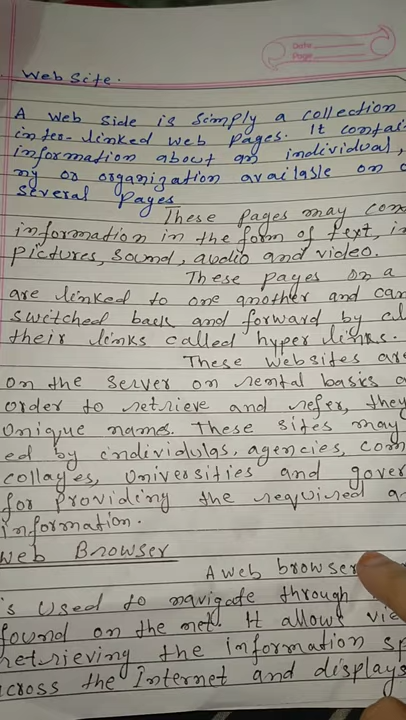 Date
Page
Web Site.
A web side is simply a collection
inter-linked web pages. It contai
information about an individual,
ny or organization available on
several pages
These pages may con
information in the form of text, i
pictures, sound, audio and video.
These pages on a
are linked to one another and can
switched back and forward by cl
their links called hyper links.
These websites are
on the server on rental basis a
order to retrieve and refer, they
unique names. These sites may
ed by individulas, agencies, com
collayes, Universities and gover
for providing the required a
information.
Web Browser
A web browser
is used to navigate through
found on the net. It allows vie
retrieving the information sp
across the Internet and displays